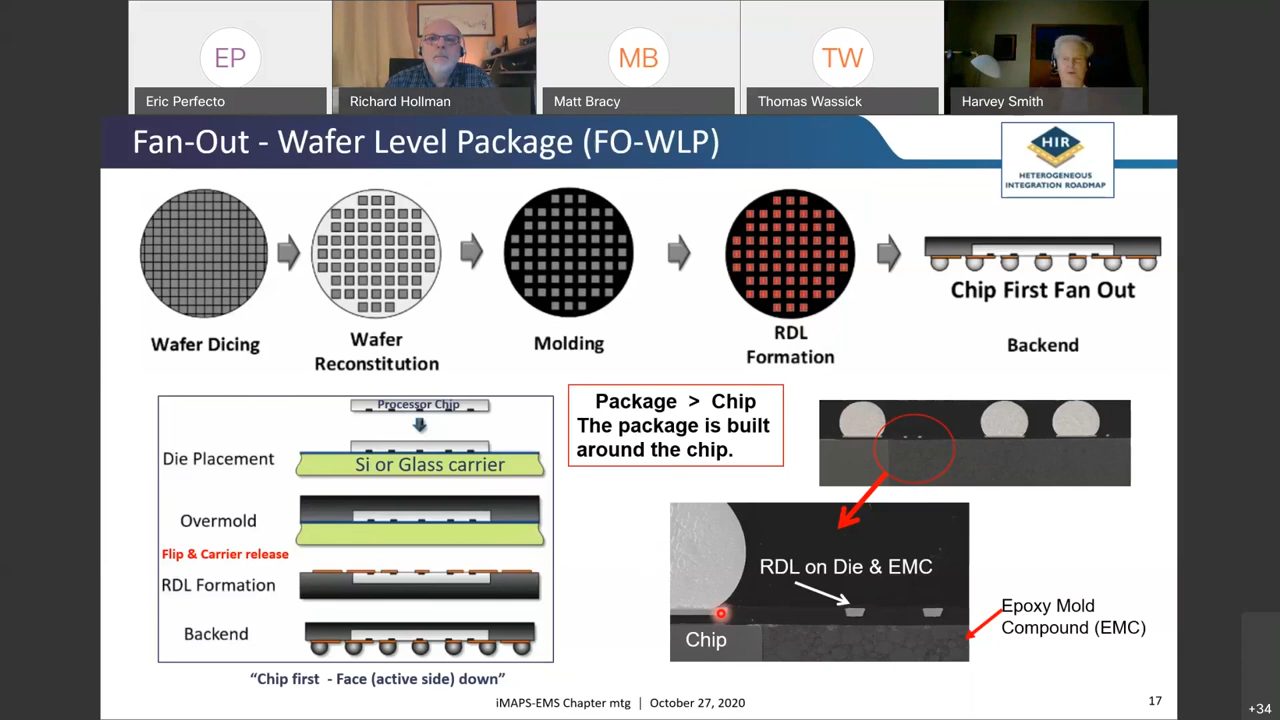 EP
MB
TW
Eric Perfecto
Richard Hollman
Matt Bracy
Thomas Wassick
Harvey Smith
Fan-Out - Wafer Level Package (FO-WLP)
HIR
HETEROGENEOUS
INTEGRATION ROADMAP
Wafer Dicing
Wafer
Reconstitution
Molding
RDL
Formation
Chip First Fan Out
Backend
Processor Chip
Die Placement
Si or Glass carrier
Overmold
Flip & Carrier release
RDL Formation
Backend
“Chip first - Face (active side) down”
Package > Chip
The package is built
around the chip.
RDL on Die & EMC
Chip
Epoxy Mold
Compound (EMC)
iMAPS-EMS Chapter mtg | October 27, 2020
17
+34